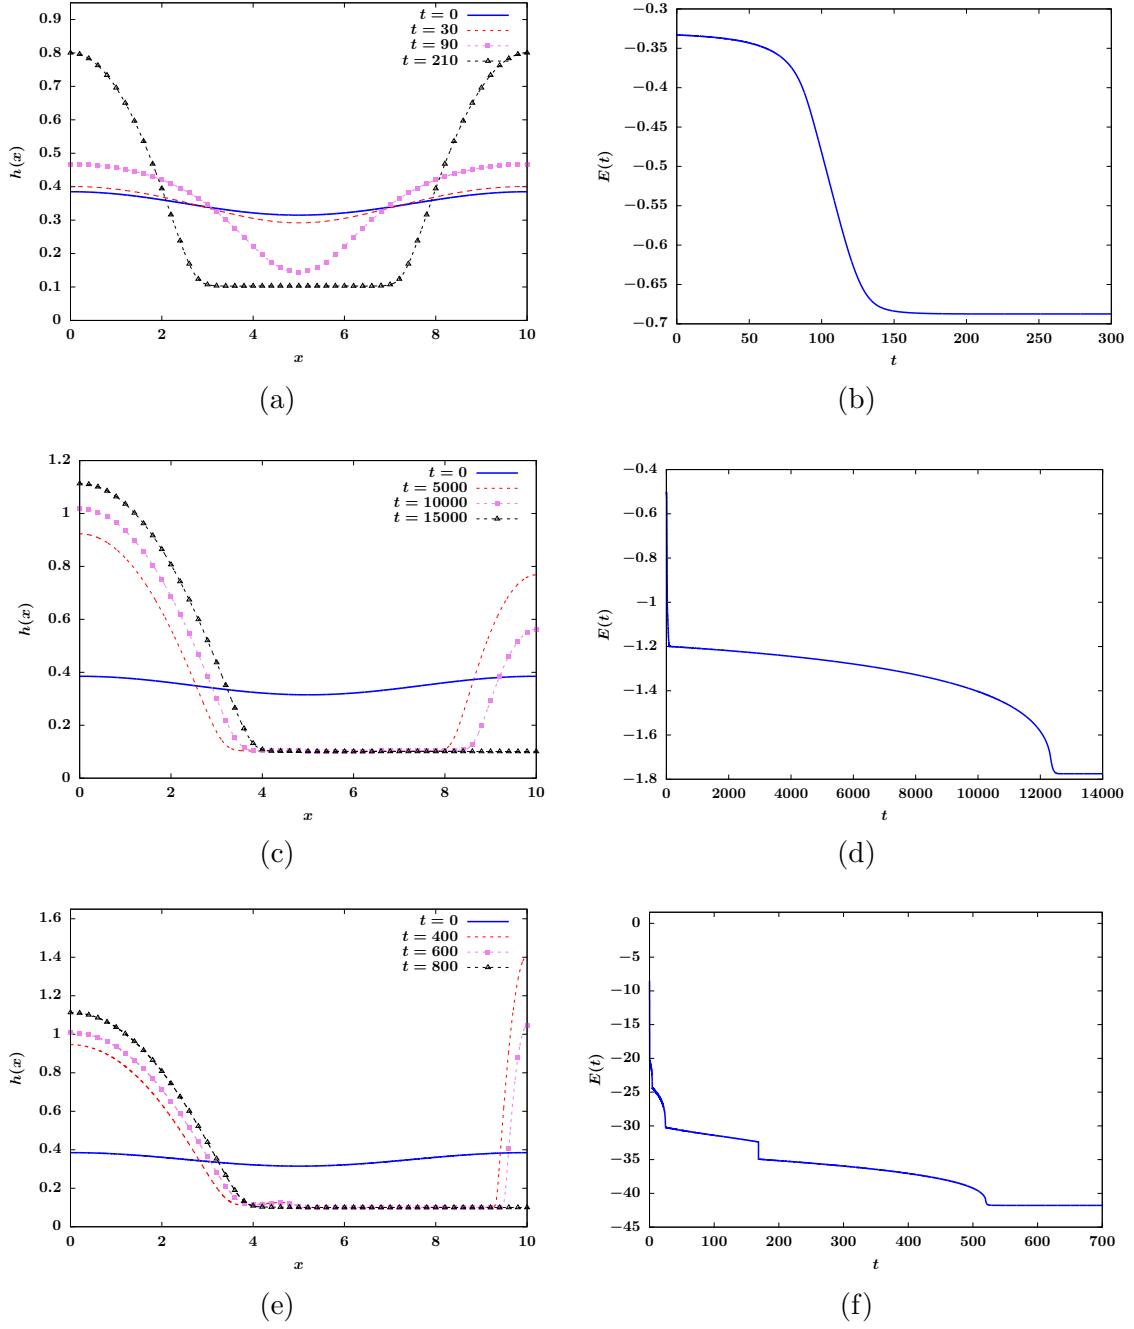 t = 0
t = 30
t = 90
t = 210
0.9
0.8
0.7
0.6
0.5
0.4
0.3
0.2
0.1
0
h(x)
0 2 4 6 8 10
x
(a)
−0.3
−0.35
−0.4
−0.45
−0.5
−0.55
−0.6
−0.65
−0.7
E(t)
0 50 100 150 200 250 300
t
(b)
t = 0
t = 5000
t = 10000
t = 15000
1.2
1
0.8
0.6
0.4
0.2
0
h(x)
0 2 4 6 8 10
x
(c)
−0.4
−0.6
−0.8
−1
−1.2
−1.4
−1.6
−1.8
E(t)
0 2000 4000 6000 8000 10000 12000 14000
t
(d)
t = 0
t = 400
t = 600
t = 800
1.6
1.4
1.2
1
0.8
0.6
0.4
0.2
0
h(x)
0 2 4 6 8 10
x
(e)
0
−5
−10
−15
−20
−25
−30
−35
−40
−45
E(t)
0 100 200 300 400 500 600 700
t
(f)